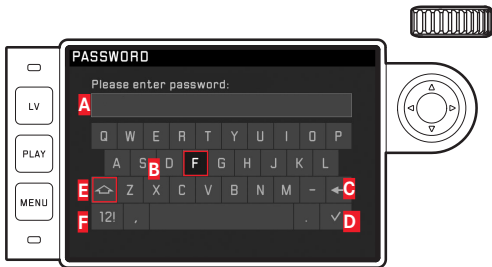 PASSWORD
Please enter password:
A
LV
Q W E R T Y U I O P
PLAY
A S B D F G H J K L
E Z X C V B N M - C
MENU
F 12! , . D